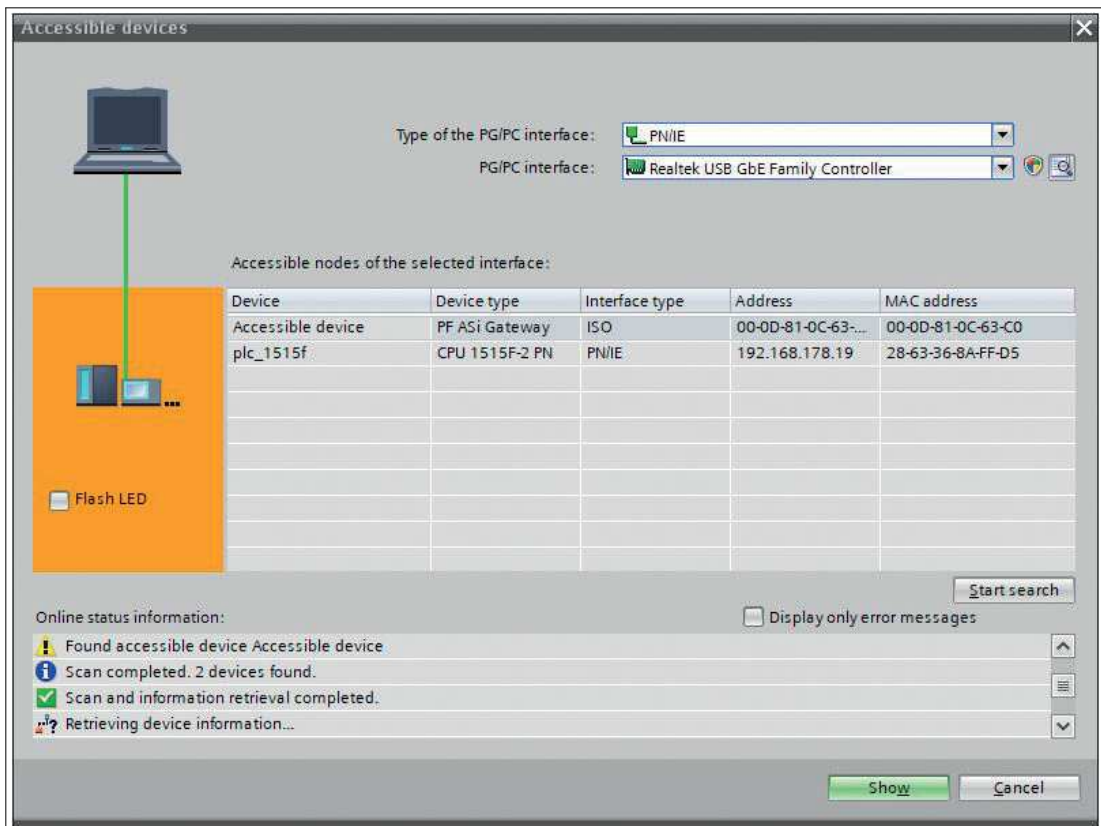 Accessible devices
Type of the PG/PC interface: PN/IE
PG/PC interface: Realtek USB GbE Family Controller
Accessible nodes of the selected interface:
Device Device type Interface type Address MAC address
Accessible device PF ASi Gateway ISO 00-0D-81-0C-63-... 00-0D-81-0C-63-C0
plc_1515f CPU 1515F-2 PN PN/IE 192.168.178.19 28-63-36-8A-FF-D5
Flash LED
Start search
Online status information: Display only error messages
Found accessible device Accessible device
Scan completed. 2 devices found.
Scan and information retrieval completed.
Retrieving device information...
Show Cancel